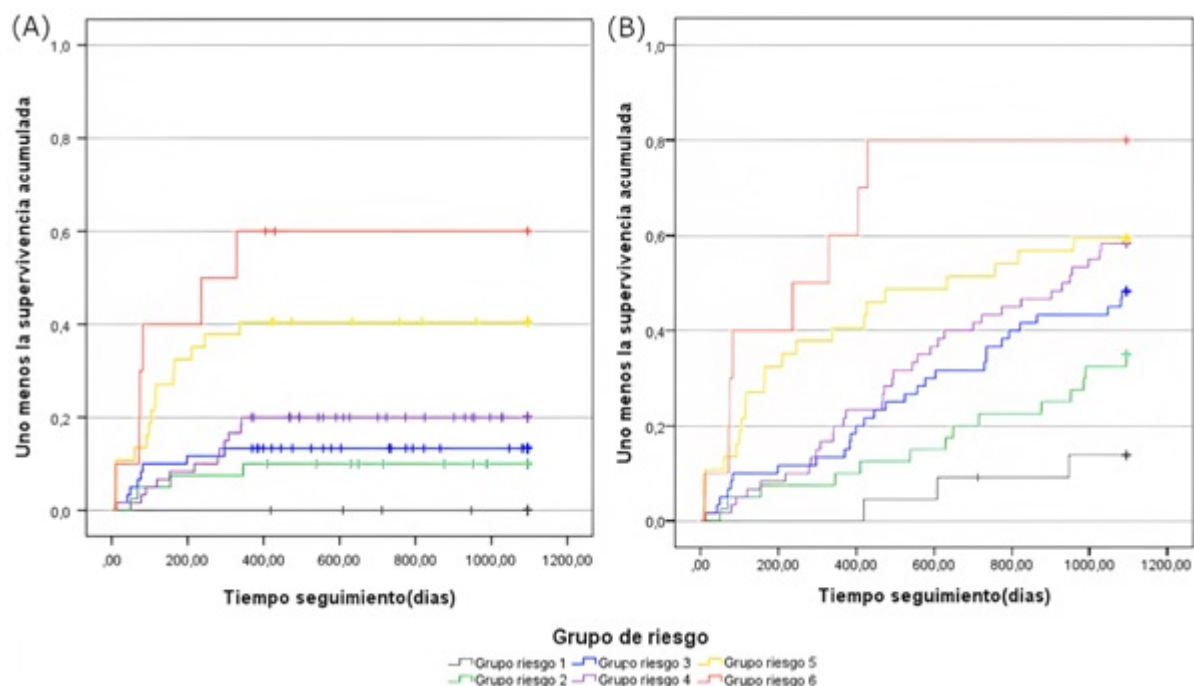 (A)
Uno menos la supervivencia acumulada
1,0
0,8
0,6
0,4
0,2
0,0
,00 200,00 400,00 600,00 800,00 1000,00 1200,00
Tiempo seguimiento(dias)
(B)
Uno menos la supervivencia acumulada
1,0
0,8
0,6
0,4
0,2
0,0
,00 200,00 400,00 600,00 800,00 1000,00 1200,00
Tiempo seguimiento(dias)
Grupo de riesgo
Grupo riesgo 1 Grupo riesgo 3 Grupo riesgo 5
Grupo riesgo 2 Grupo riesgo 4 Grupo riesgo 6